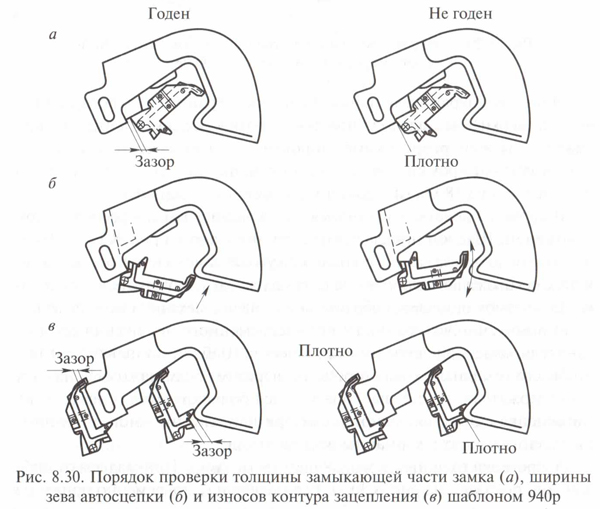 Годен
Не годен
а
Зазор
Плотно
б
в
Зазор
Зазор
Плотно
Плотно
Рис. 8.30. Порядок проверки толщины замыкающей части замка (а), ширины
зева автосцепки (б) и износов контура зацепления (в) шаблоном 940р